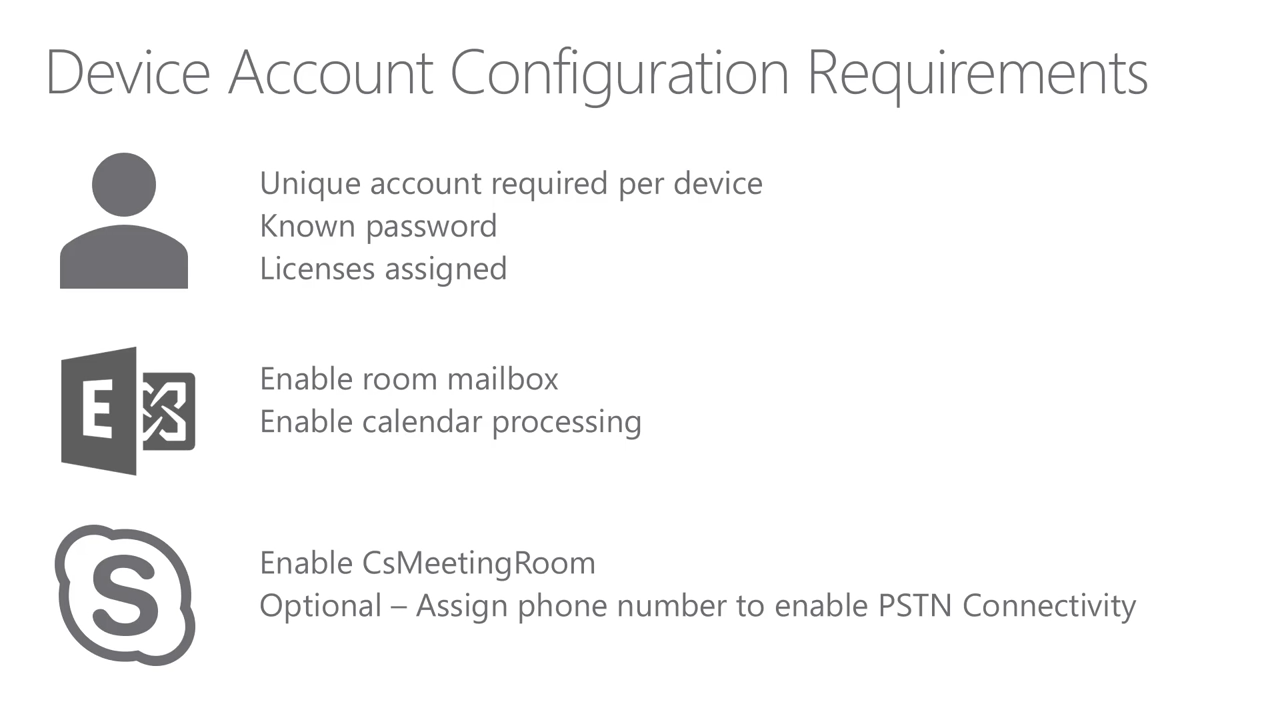 Device Account Configuration Requirements
Unique account required per device
Known password
Licenses assigned
E
Enable room mailbox
Enable calendar processing
S
Enable CsMeetingRoom
Optional – Assign phone number to enable PSTN Connectivity